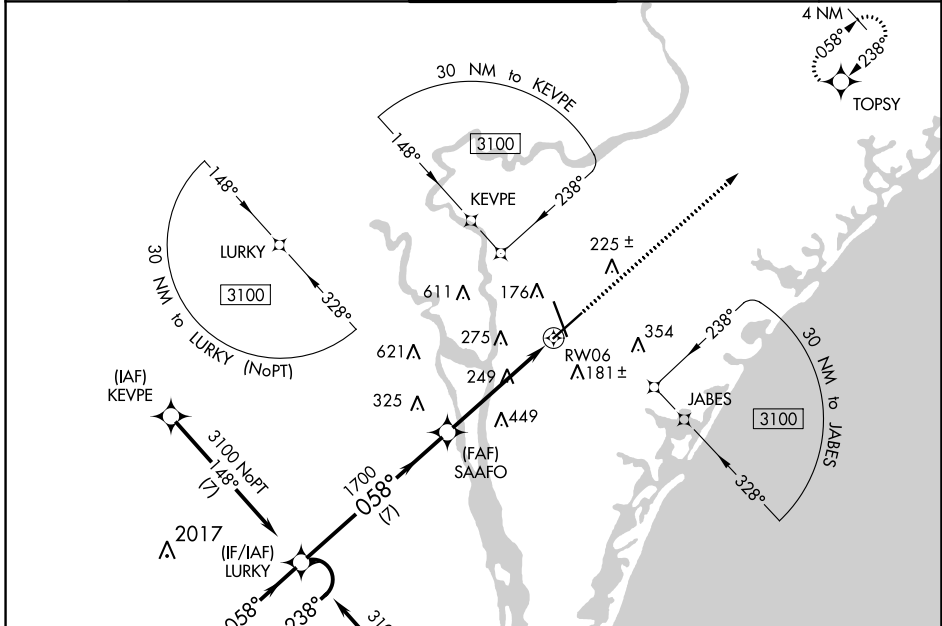 4 NM
058°
238°
TOPSY
30 NM to KEVPE
3100
148°
238°
KEVPE
148°
LURKY
3100
328°
30 NM to LURKY (NoPT)
225 ±
611
176
275
354
621
RW06
249
181 ±
325
449
238°
JABES
3100
30 NM to JABES
328°
(IAF)
KEVPE
3100 NoPT
148°
(7)
(FAF)
SAAFO
1700
058°
(7)
2017
(IF/IAF)
LURKY
058°
238°